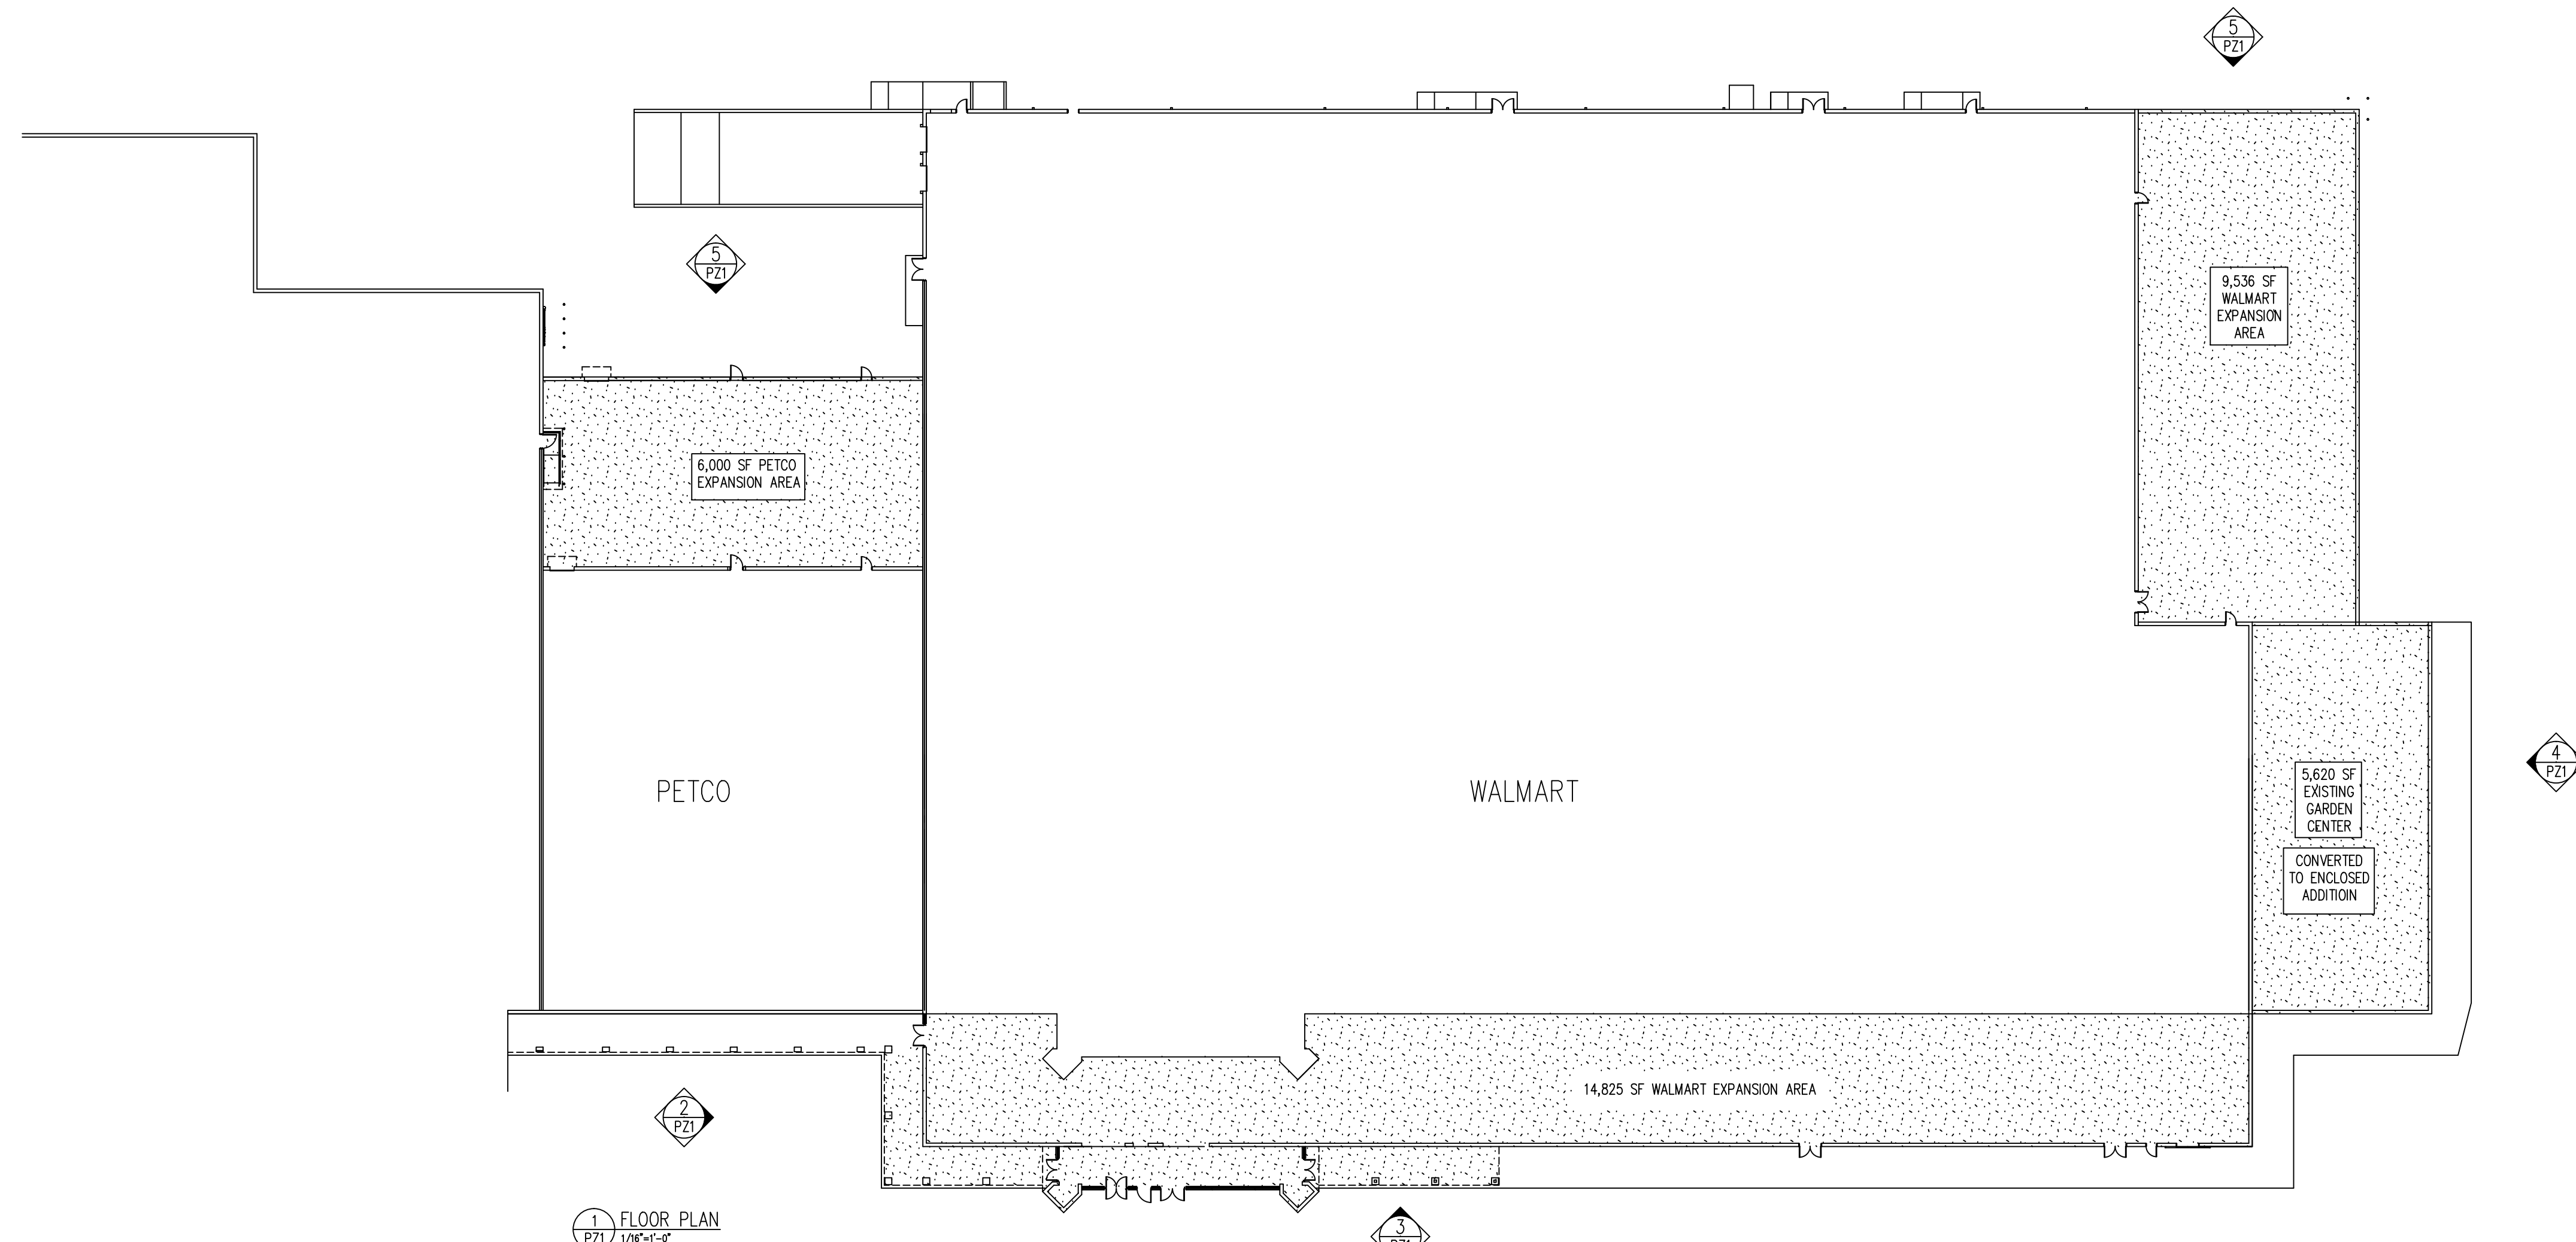 5
PZ1
5
PZ1
9,536 SF
WALMART
EXPANSION
AREA
6,000 SF PETCO
EXPANSION AREA
PETCO
WALMART
4
PZ1
5,620 SF
EXISTING
GARDEN
CENTER
CONVERTED
TO ENCLOSED
ADDITIOIN
14,825 SF WALMART EXPANSION AREA
2
PZ1
1
PZ1
FLOOR PLAN
1/16"=1'-0"
3
PZ1